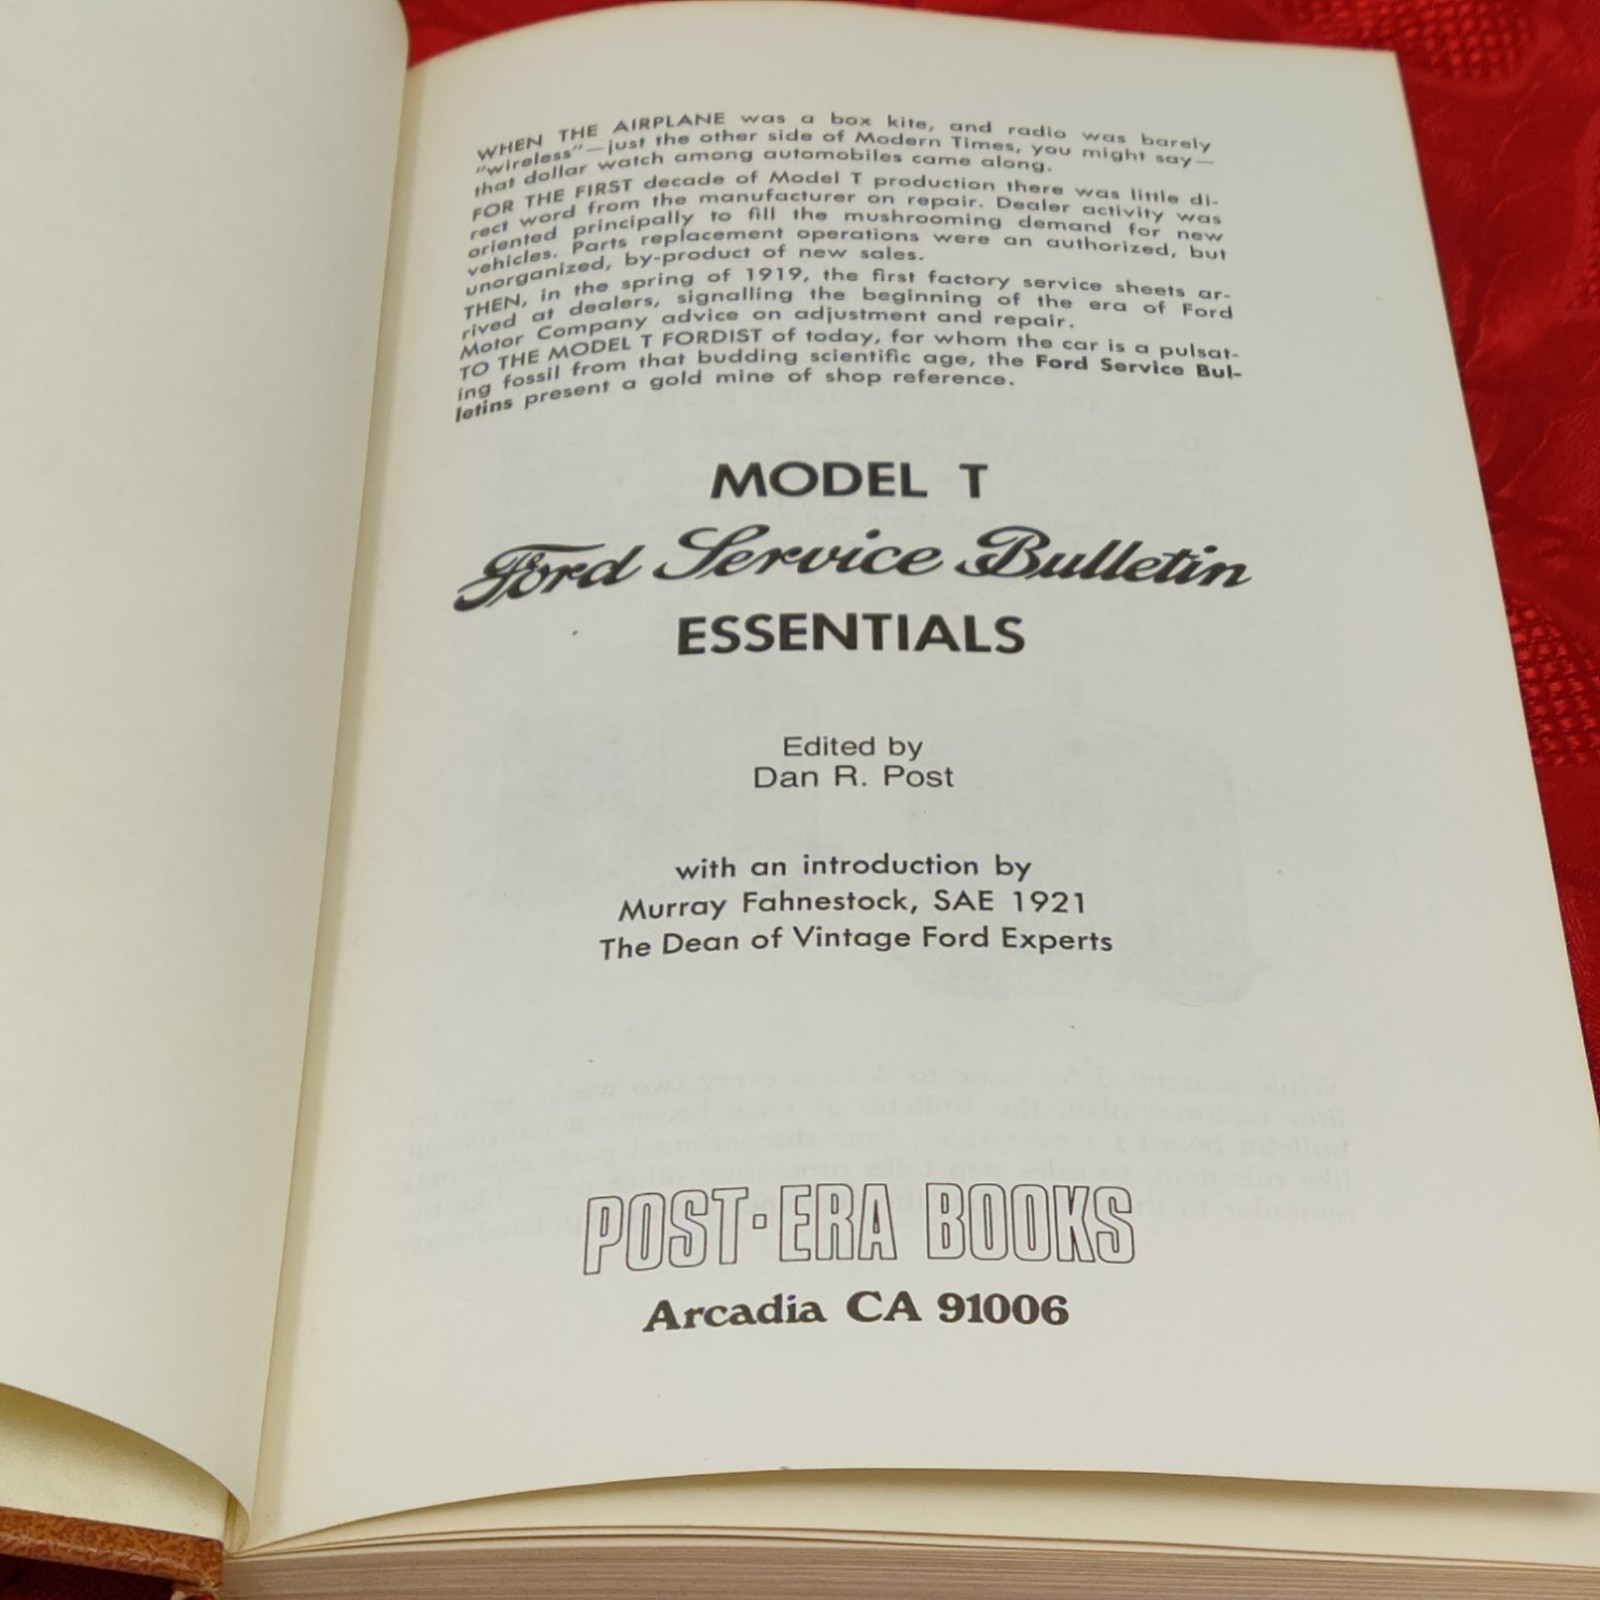 WHEN THE AIRPLANE was a box kite, and radio was barely
"wireless"—just the other side of Modern Times, you might say—
that dollar watch among automobiles came along.
FOR THE FIRST decade of Model T production there was little di-
rect word from the manufacturer on repair. Dealer activity was
oriented principally to fill the mushrooming demand for new
vehicles. Parts replacement operations were an authorized, but
unorganized, by-product of new sales.
THEN, in the spring of 1919, the first factory service sheets ar-
rived at dealers, signalling the beginning of the era of Ford
Motor Company advice on adjustment and repair.
TO THE MODEL T FORDIST of today, for whom the car is a pulsat-
ing fossil from that budding scientific age, the Ford Service Bul-
letins present a gold mine of shop reference.
MODEL T
Ford Service Bulletin
ESSENTIALS
Edited by
Dan R. Post
with an introduction by
Murray Fahnestock, SAE 1921
The Dean of Vintage Ford Experts
POST-ERA BOOKS
Arcadia CA 91006